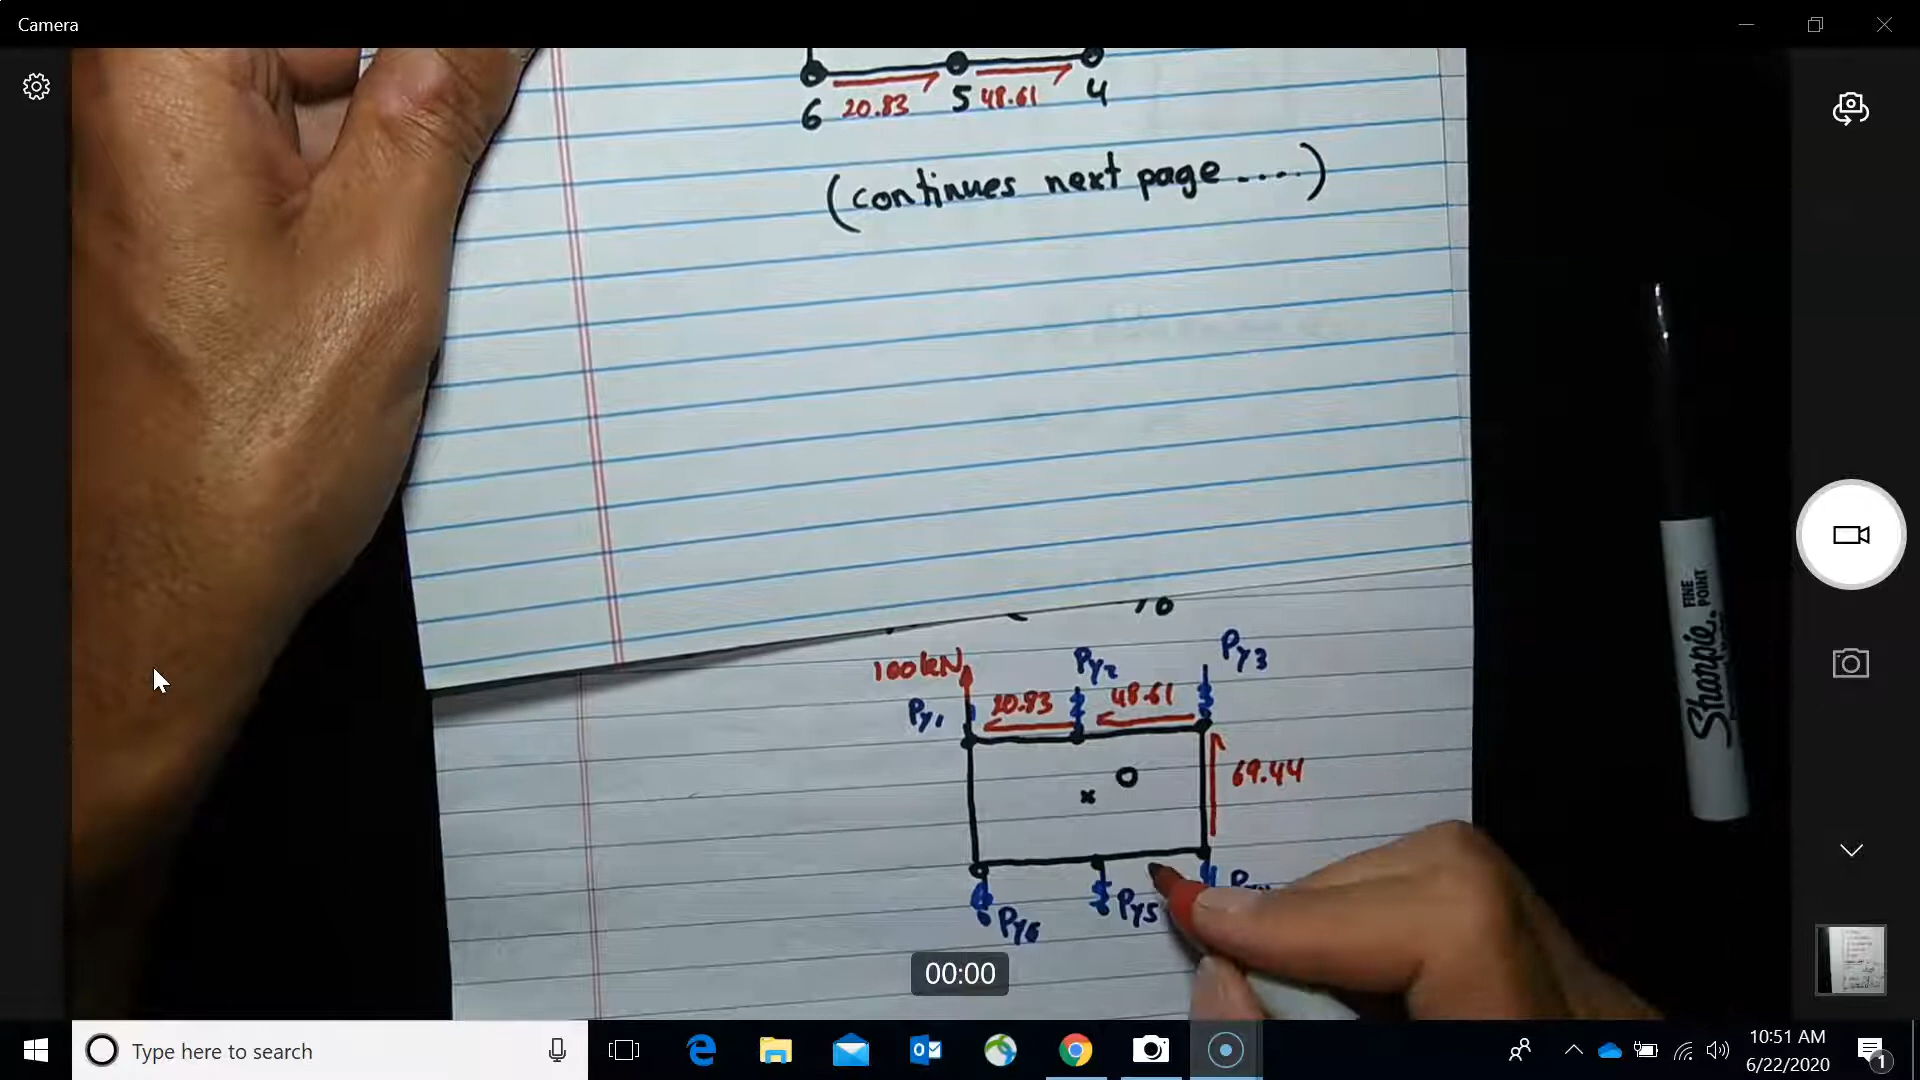 Camera
6 20.83 5 48.61 4
(continues next page ....)
100kN Py2 Py3
Py1 20.83 48.61
O
69.44
x
Py6 Py5
Sharpie.
FINE
POINT
00:00
Type here to search
10:51 AM
6/22/2020
1